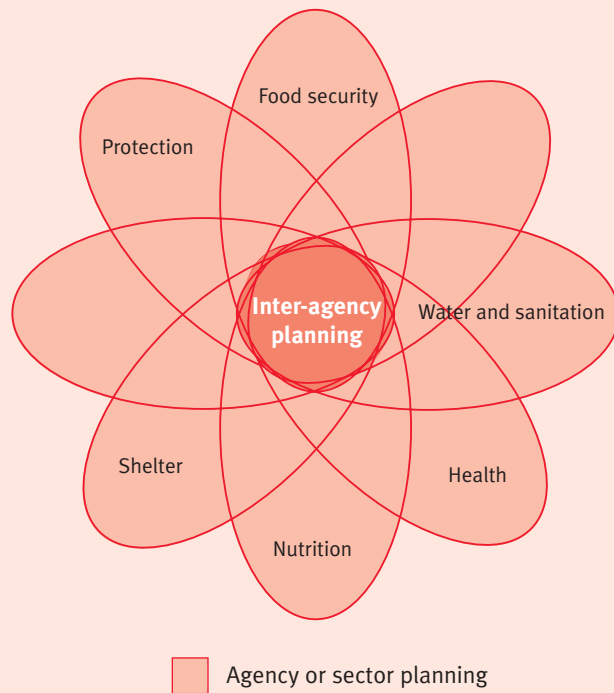 Food security
Protection
Inter-agency
planning
Water and sanitation
Shelter
Health
Nutrition
Agency or sector planning